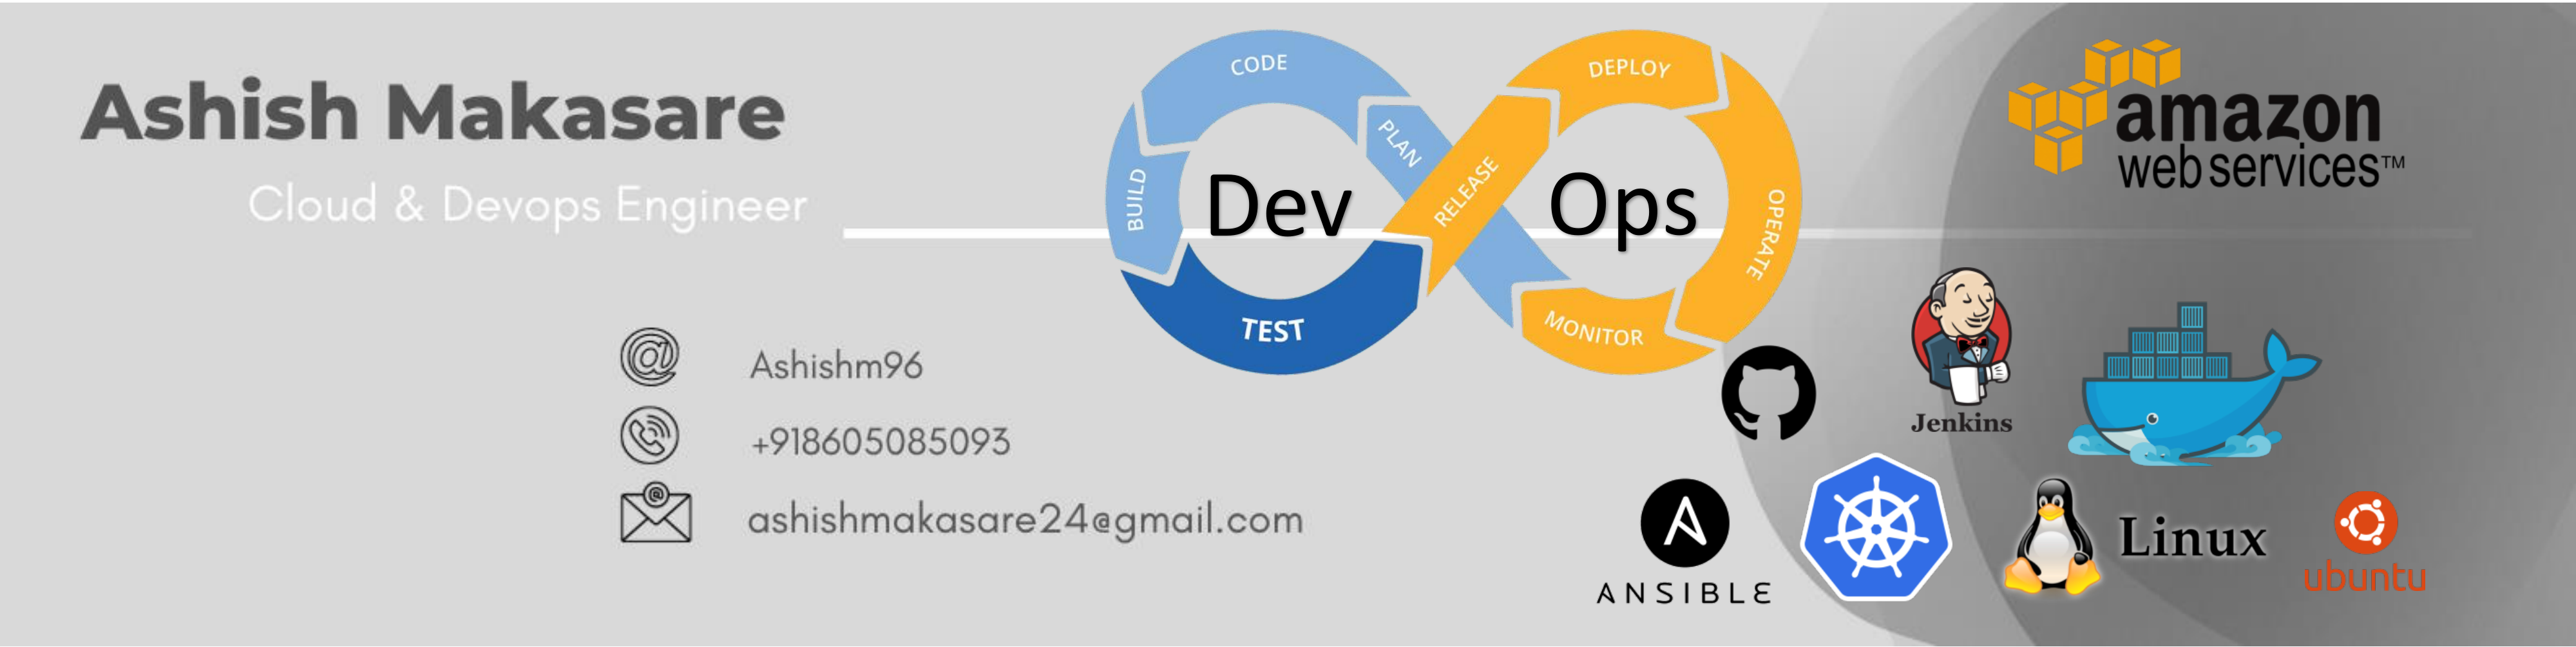 Ashish Makasare
Cloud & Devops Engineer
@
Ashishm96
+918605085093
@
ashishmakasare24@gmail.com
CODE
PLAN
BUILD
TEST
Dev
RELEASE
DEPLOY
OPERATE
MONITOR
Ops
amazon
web services™
Jenkins
A
ANSIBLE
Linux
ubuntu